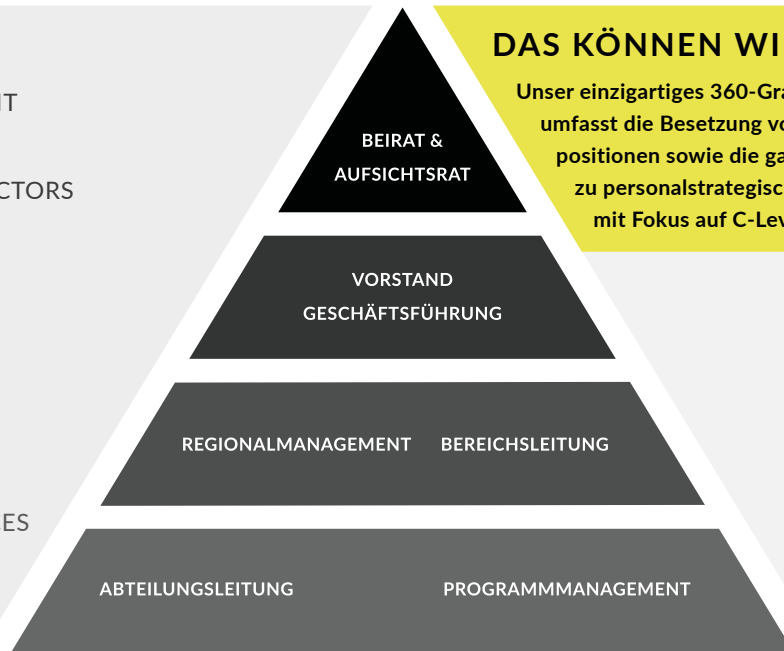 DAS KÖNNEN WI
Unser einzigartiges 360-Gra
umfasst die Besetzung vo
positionen sowie die ga
zu personalstrategisc
mit Fokus auf C-Lev
T
CTORS
ES
BEIRAT &
AUFSICHTSRAT
VORSTAND
GESCHÄFTSFÜHRUNG
REGIONALMANAGEMENT BEREICHSLEITUNG
ABTEILUNGSLEITUNG PROGRAMMMANAGEMENT